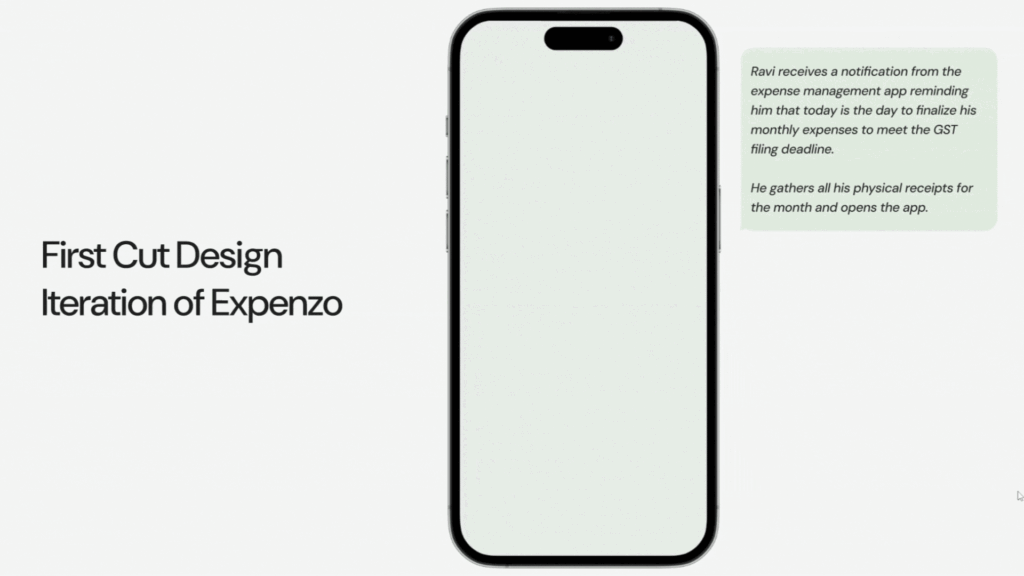 First Cut Design
Iteration of Expenzo
Ravi receives a notification from the
expense management app reminding
him that today is the day to finalize his
monthly expenses to meet the GST
filing deadline.
He gathers all his physical receipts for
the month and opens the app.